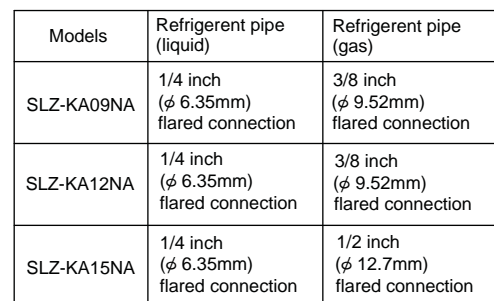 Models
Refrigerent pipe
(liquid)
Refrigerent pipe
(gas)
SLZ-KA09NA
1/4 inch
(ϕ 6.35mm)
flared connection
3/8 inch
(ϕ 9.52mm)
flared connection
SLZ-KA12NA
1/4 inch
(ϕ 6.35mm)
flared connection
3/8 inch
(ϕ 9.52mm)
flared connection
SLZ-KA15NA
1/4 inch
(ϕ 6.35mm)
flared connection
1/2 inch
(ϕ 12.7mm)
flared connection